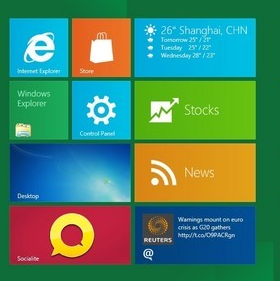 26° Shanghai, CHN
Tomorrow 25° / 21°
Tuesday 25° / 22°
Wednesday 28° / 23°
Internet Explorer
Store
Windows
Explorer
Control Panel
Stocks
Desktop
News
Socialite
REUTERS
Warnings mount on euro
crisis as G20 gathers
http://t.co/O9PACRgn
@